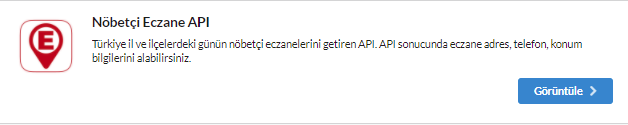 Nöbetçi Eczane API
E
Türkiye il ve ilçelerdeki günün nöbetçi eczanelerini getiren API. API sonucunda eczane adres, telefon, konum
bilgilerini alabilirsiniz.
Görüntüle